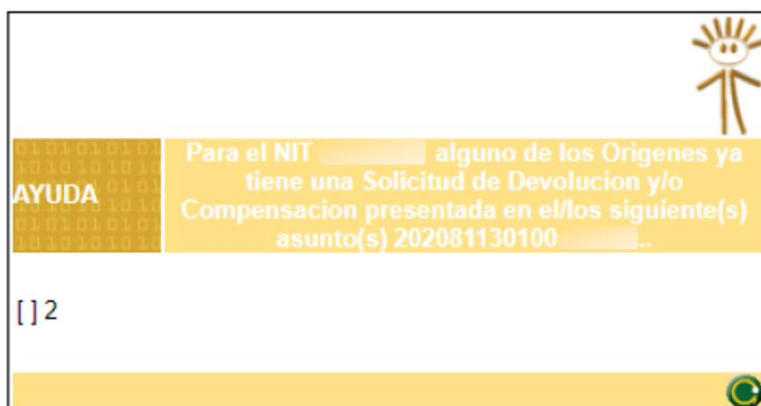 Para el NIT alguno de los Origenes ya
tiene una Solicitud de Devolucion y/o
AYUDA
Compensacion presentada en el/los siguiente(s)
asunto(s) 202081130100 ..
[ ] 2